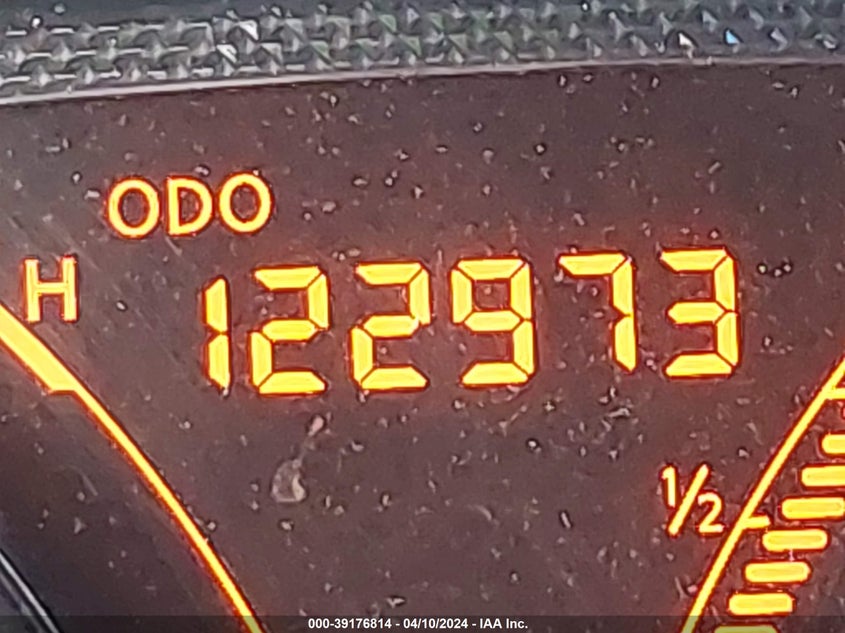 ODO
H
122973
1/2
000-39176814 - 04/10/2024 - IAA Inc.